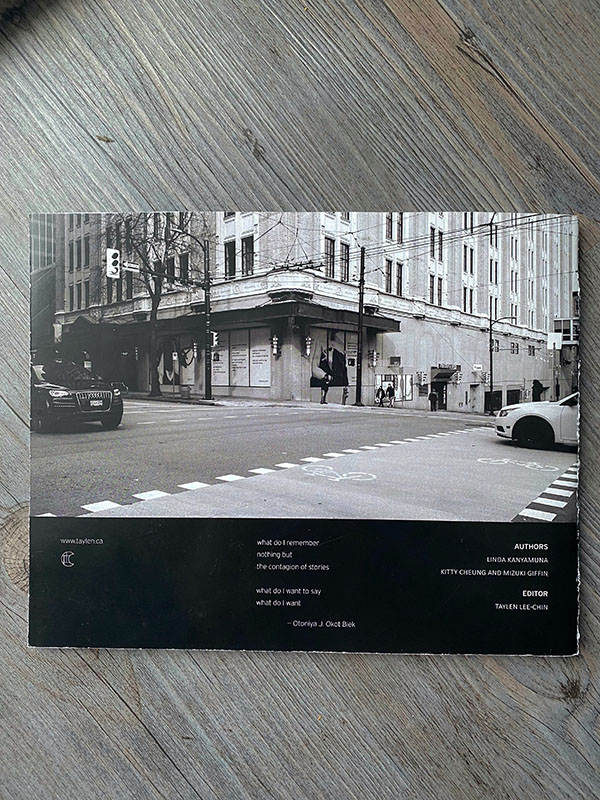 www.taylen.ca
what do I remember
nothing but
the contagion of stories
what do I want to say
what do I want
– Otoniya J. Okot Bitek
AUTHORS
LINDA KANYAMUNA
KITTY CHEUNG AND MIZUKI GIFFIN
EDITOR
TAYLEN LEE-CHIN